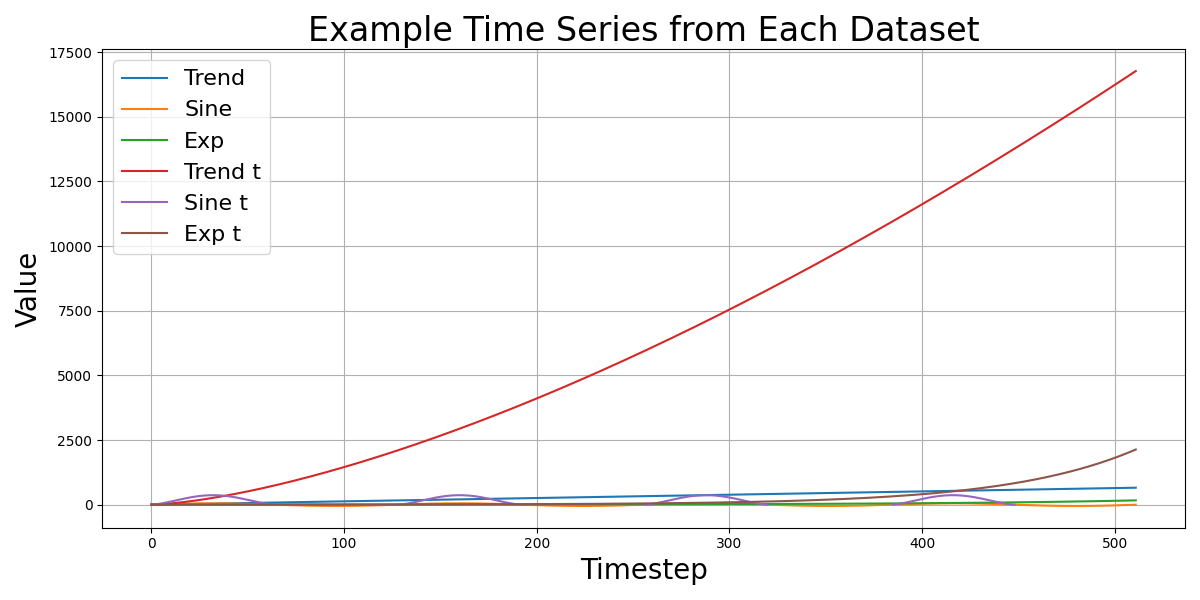 Example Time Series from Each Dataset
17500
15000
12500
10000
7500
5000
2500
0
Value
Trend
Sine
Exp
Trend t
Sine t
Exp t
0 100 200 300 400 500
Timestep